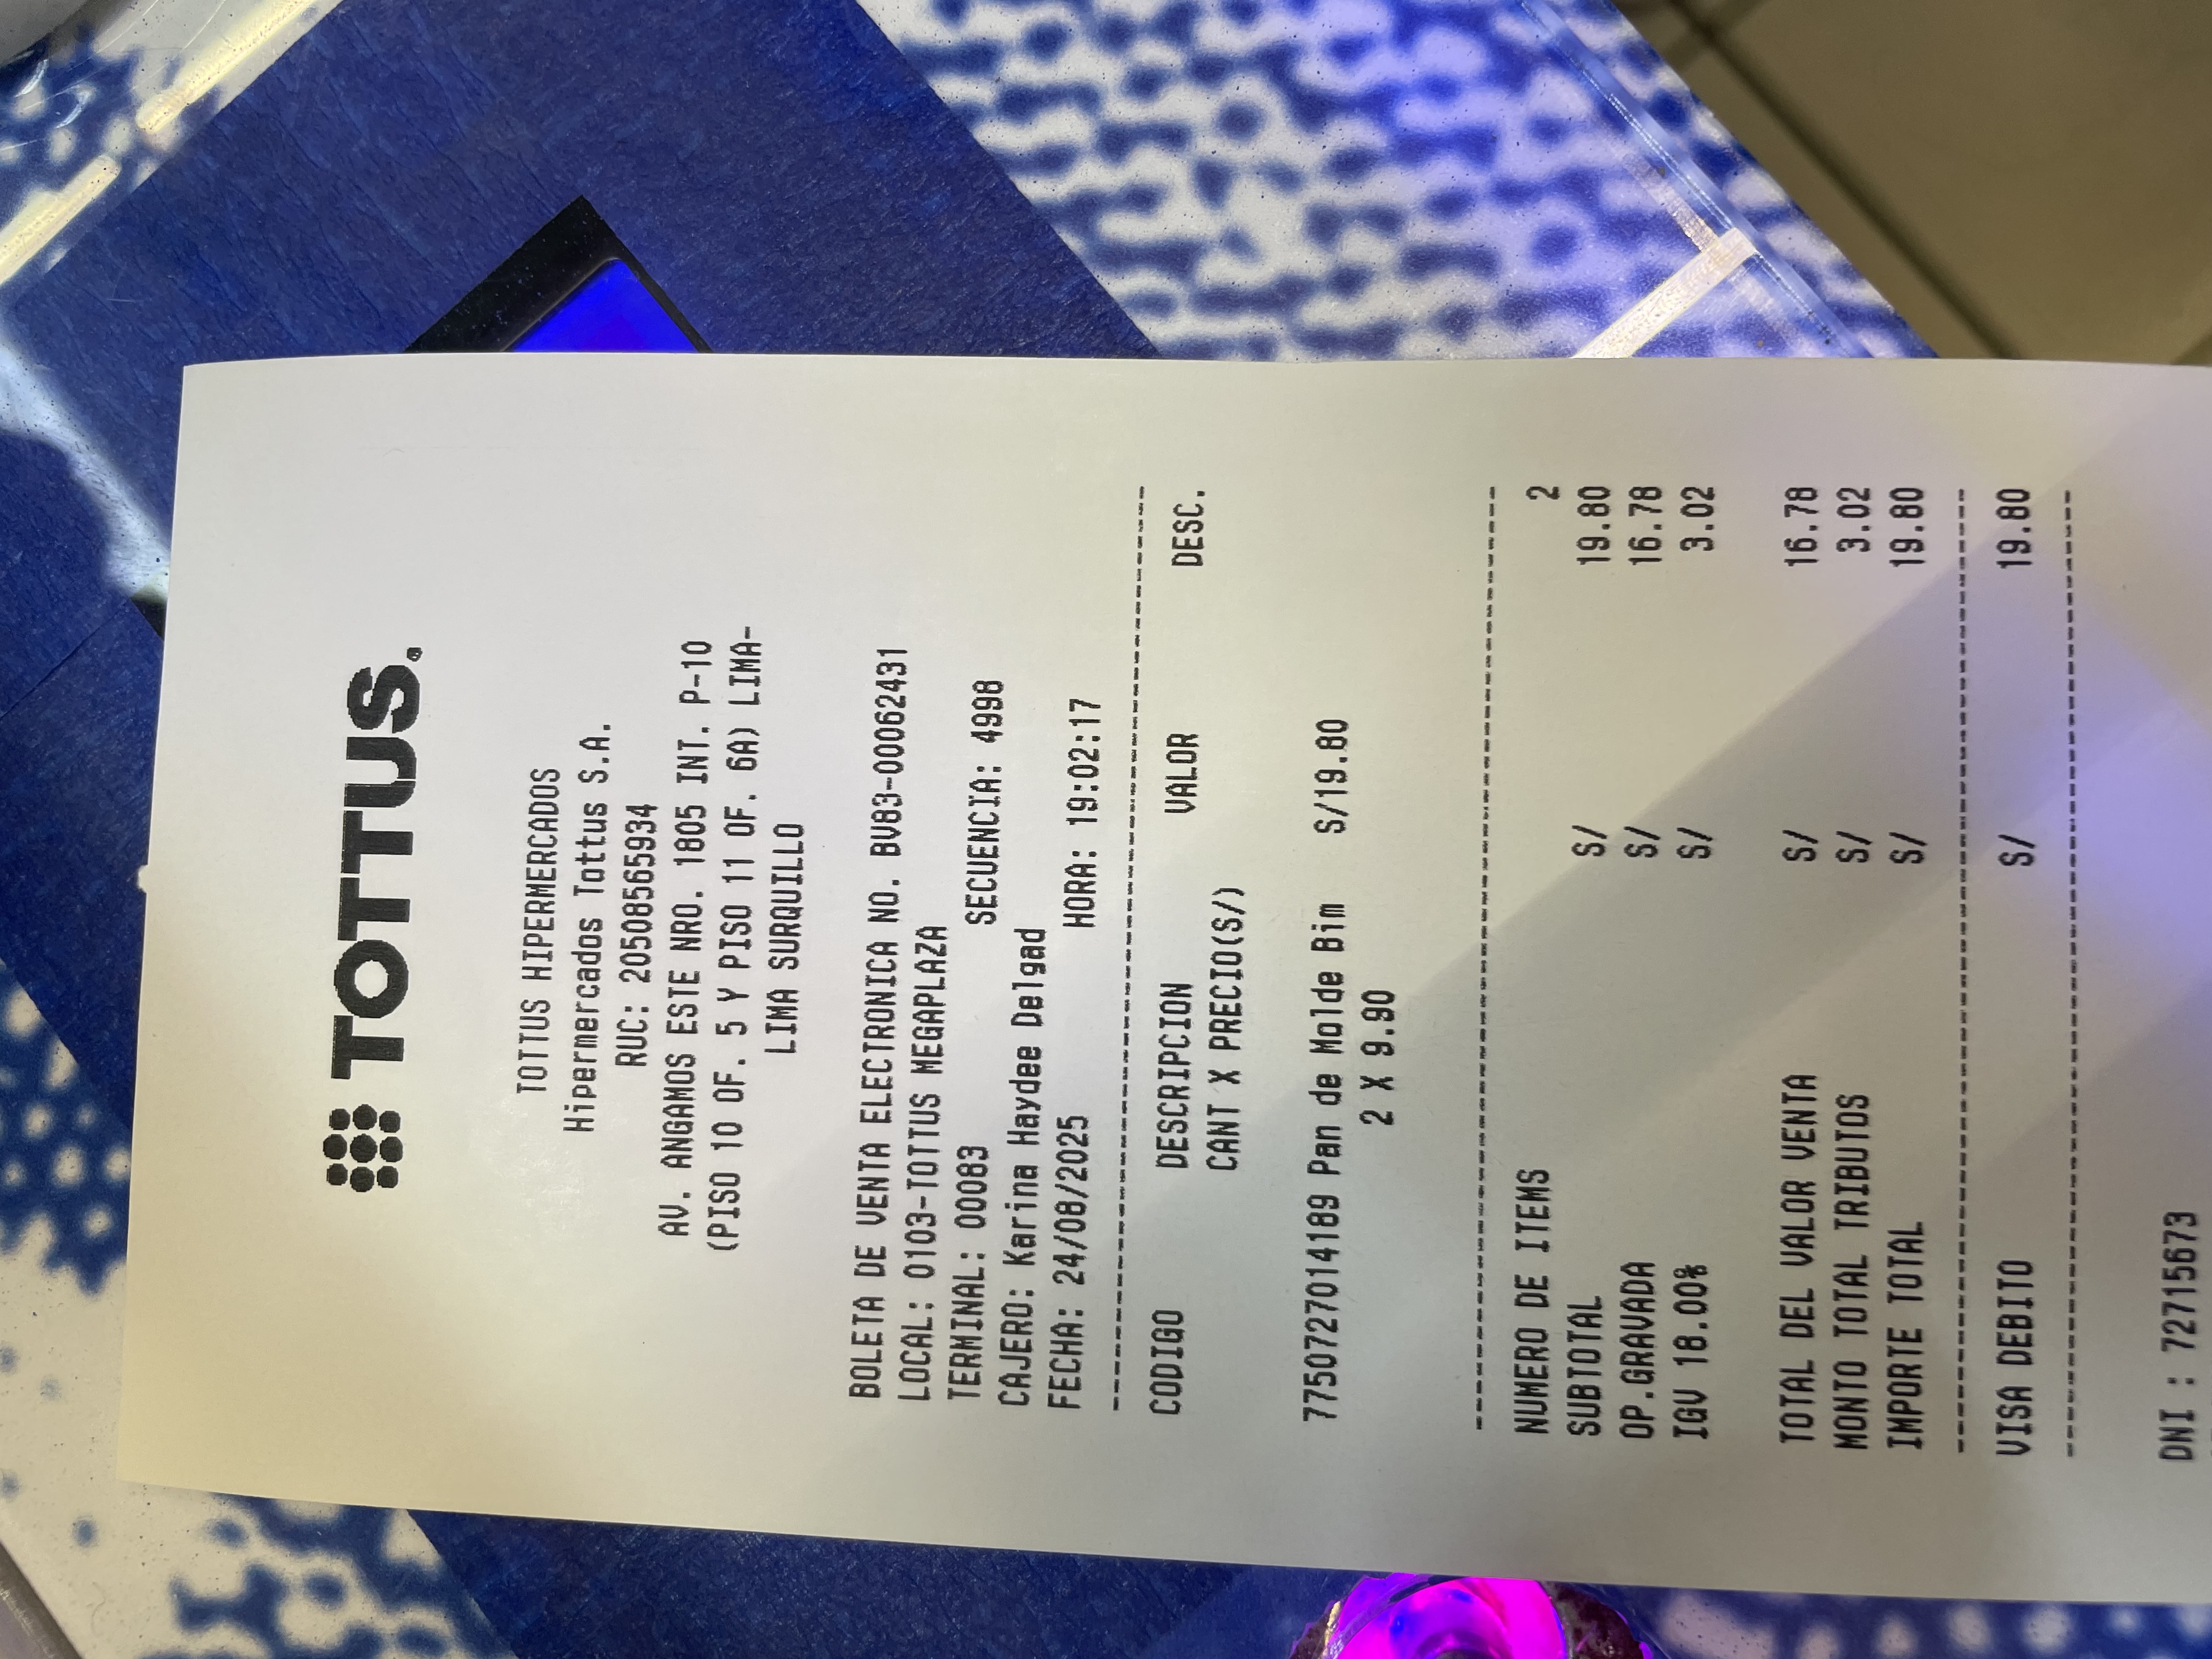 TOTTUS.
TOTTUS HIPERMERCADOS
Hipermercados Tottus S.A.
RUC: 20508565934
AV. ANGAMOS ESTE NRO. 1805 INT. P-10
(PISO 10 OF. 5 Y PISO 11 OF. 6A) LIMA-
LIMA SURQUILLO
BOLETA DE VENTA ELECTRONICA NO. BV83-00062431
LOCAL: 0103-TOTTUS MEGAPLAZA
TERMINAL: 00083 SECUENCIA: 4998
CAJERO: Karina Haydee Delgad
FECHA: 24/08/2025 HORA: 19:02:17
CODIGO DESCRIPCION VALOR DESC.
CANT X PRECIO(S/)
7750727014189 Pan de Molde Bim S/19.80
2 X 9.90
NUMERO DE ITEMS 2
SUBTOTAL S/ 19.80
OP.GRAVADA S/ 16.78
IGV 18.00% S/ 3.02
TOTAL DEL VALOR VENTA S/ 16.78
MONTO TOTAL TRIBUTOS S/ 3.02
IMPORTE TOTAL S/ 19.80
VISA DEBITO S/ 19.80
DNI : 72715673